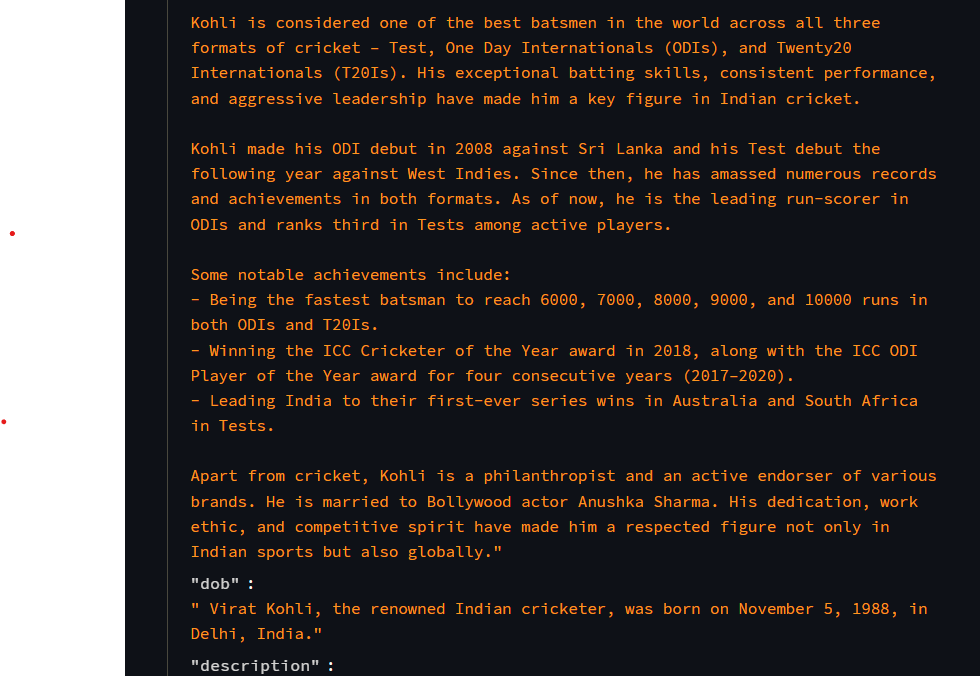 Kohli is considered one of the best batsmen in the world across all three
formats of cricket – Test, One Day Internationals (ODIs), and Twenty20
Internationals (T20Is). His exceptional batting skills, consistent performance,
and aggressive leadership have made him a key figure in Indian cricket.
Kohli made his ODI debut in 2008 against Sri Lanka and his Test debut the
following year against West Indies. Since then, he has amassed numerous records
and achievements in both formats. As of now, he is the leading run-scorer in
ODIs and ranks third in Tests among active players.
Some notable achievements include:
- Being the fastest batsman to reach 6000, 7000, 8000, 9000, and 10000 runs in
both ODIs and T20Is.
- Winning the ICC Cricketer of the Year award in 2018, along with the ICC ODI
Player of the Year award for four consecutive years (2017-2020).
- Leading India to their first-ever series wins in Australia and South Africa
in Tests.
Apart from cricket, Kohli is a philanthropist and an active endorser of various
brands. He is married to Bollywood actor Anushka Sharma. His dedication, work
ethic, and competitive spirit have made him a respected figure not only in
Indian sports but also globally."
"dob" :
" Virat Kohli, the renowned Indian cricketer, was born on November 5, 1988, in
Delhi, India."
"description" :